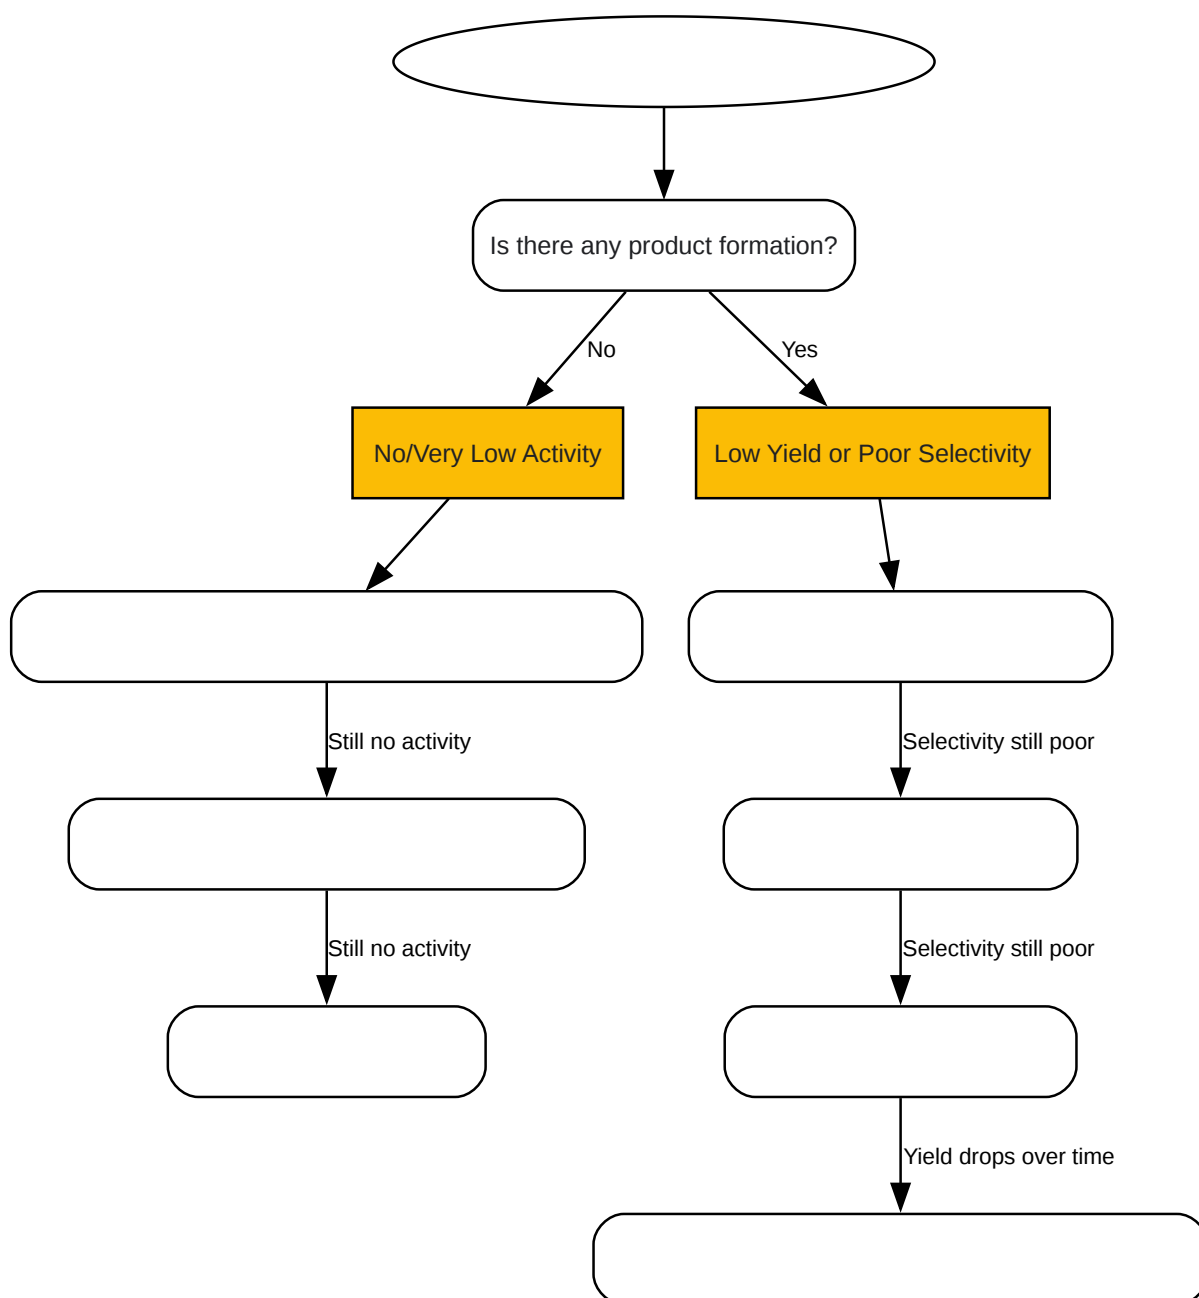 Is there any product formation?
No
Yes
No/Very Low Activity
Low Yield or Poor Selectivity
Still no activity
Selectivity still poor
Still no activity
Selectivity still poor
Yield drops over time